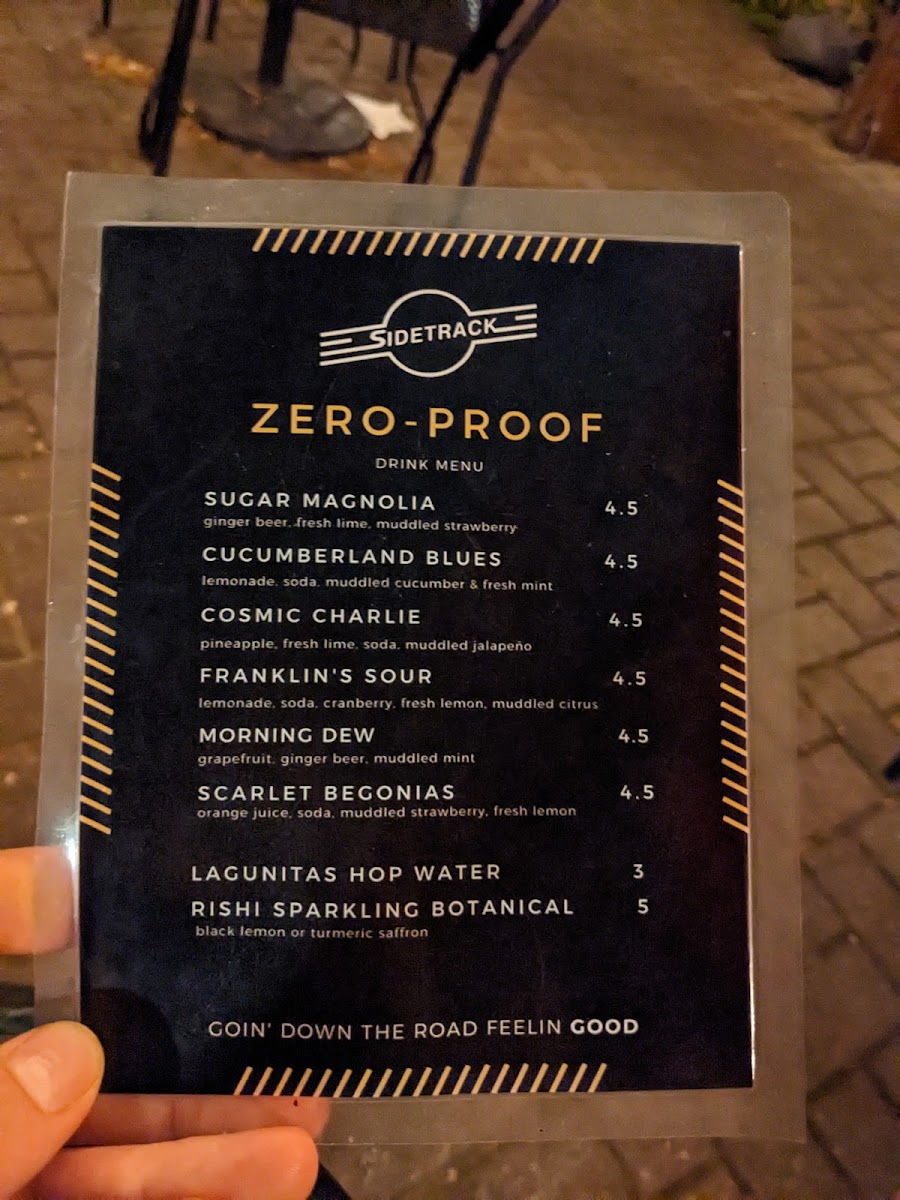 SIDETRACK
ZERO-PROOF
DRINK MENU
SUGAR MAGNOLIA 4.5
ginger beer, fresh lime, muddled strawberry
CUCUMBERLAND BLUES 4.5
lemonade, soda, muddled cucumber & fresh mint
COSMIC CHARLIE 4.5
pineapple, fresh lime, soda, muddled jalapeño
FRANKLIN'S SOUR 4.5
lemonade, soda, cranberry, fresh lemon, muddled citrus
MORNING DEW 4.5
grapefruit, ginger beer, muddled mint
SCARLET BEGONIAS 4.5
orange juice, soda, muddled strawberry, fresh lemon
LAGUNITAS HOP WATER 3
RISHI SPARKLING BOTANICAL 5
black lemon or turmeric saffron
GOIN' DOWN THE ROAD FEELIN GOOD